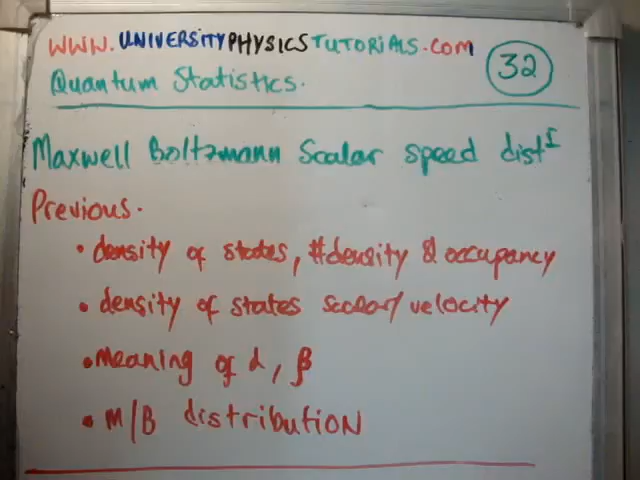 WWW.UNIVERSITYPHYSICSTUTORIALS.COM
32
Quantum Statistics.
Maxwell Boltzmann Scalar speed distⁿ I
Previous.
• density of states, #density & occupancy
• density of states scalar/velocity
• Meaning of α, β
• M/B distribution